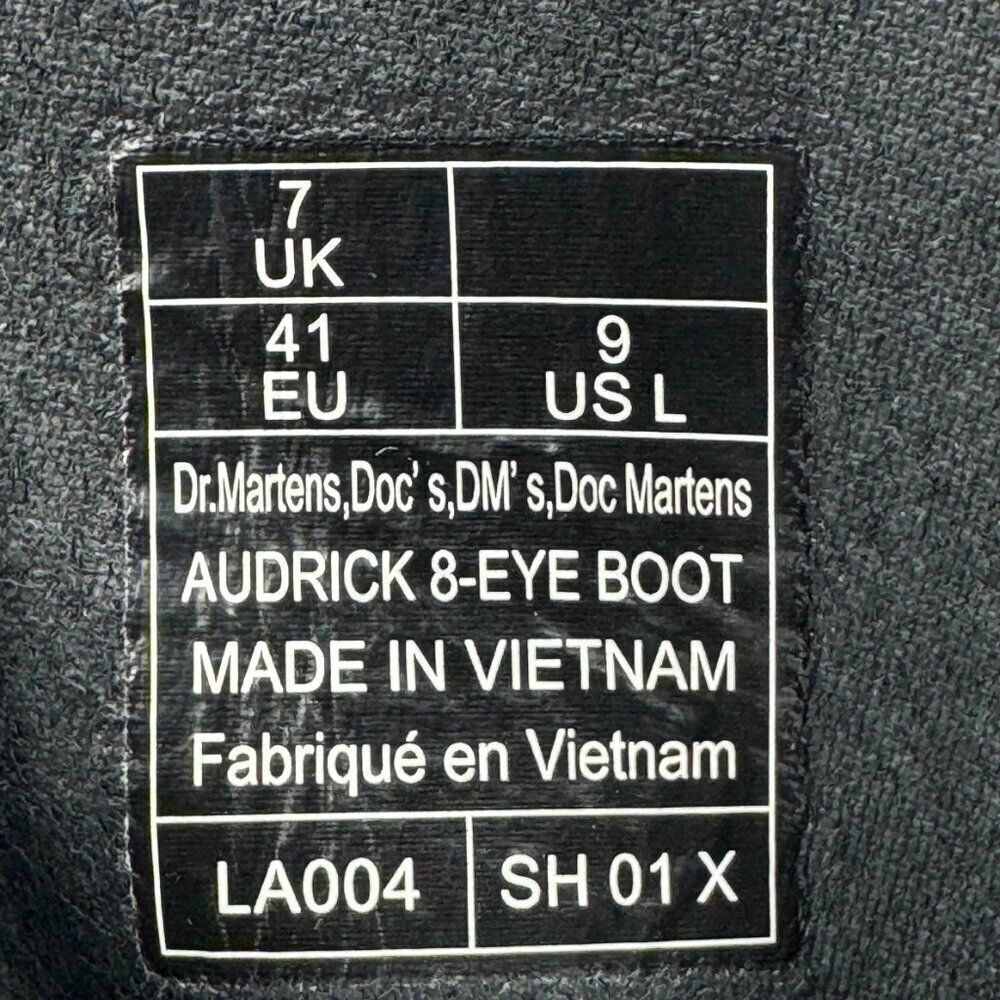 7
UK
41
EU
9
US L
Dr.Martens,Doc' s,DM' s,Doc Martens
AUDRICK 8-EYE BOOT
MADE IN VIETNAM
Fabriqué en Vietnam
LA004
SH 01 X